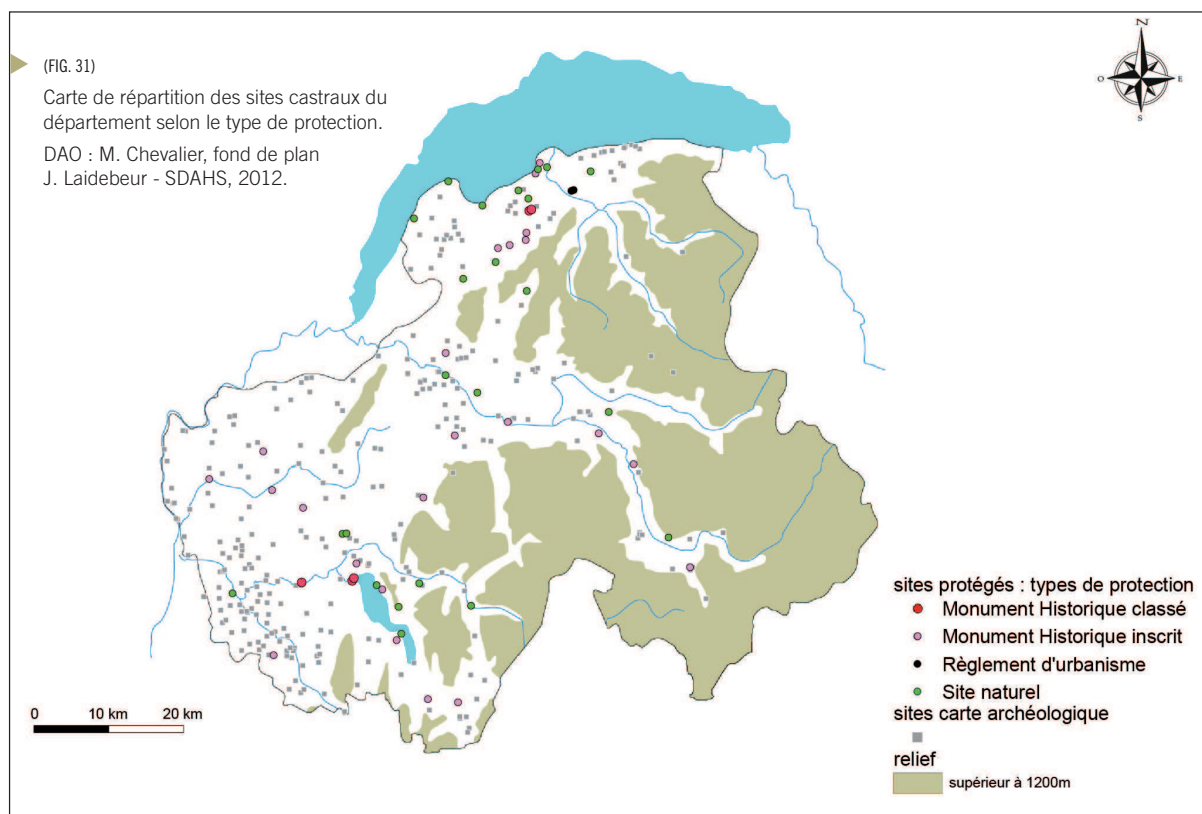 (FIG. 31)
Carte de répartition des sites castraux du
département selon le type de protection.
DAO : M. Chevalier, fond de plan
J. Laidebeur - SDAHS, 2012.
N
O
E
S
sites protégés : types de protection
Monument Historique classé
Monument Historique inscrit
Règlement d'urbanisme
Site naturel
sites carte archéologique
relief
supérieur à 1200m
0 10 km 20 km